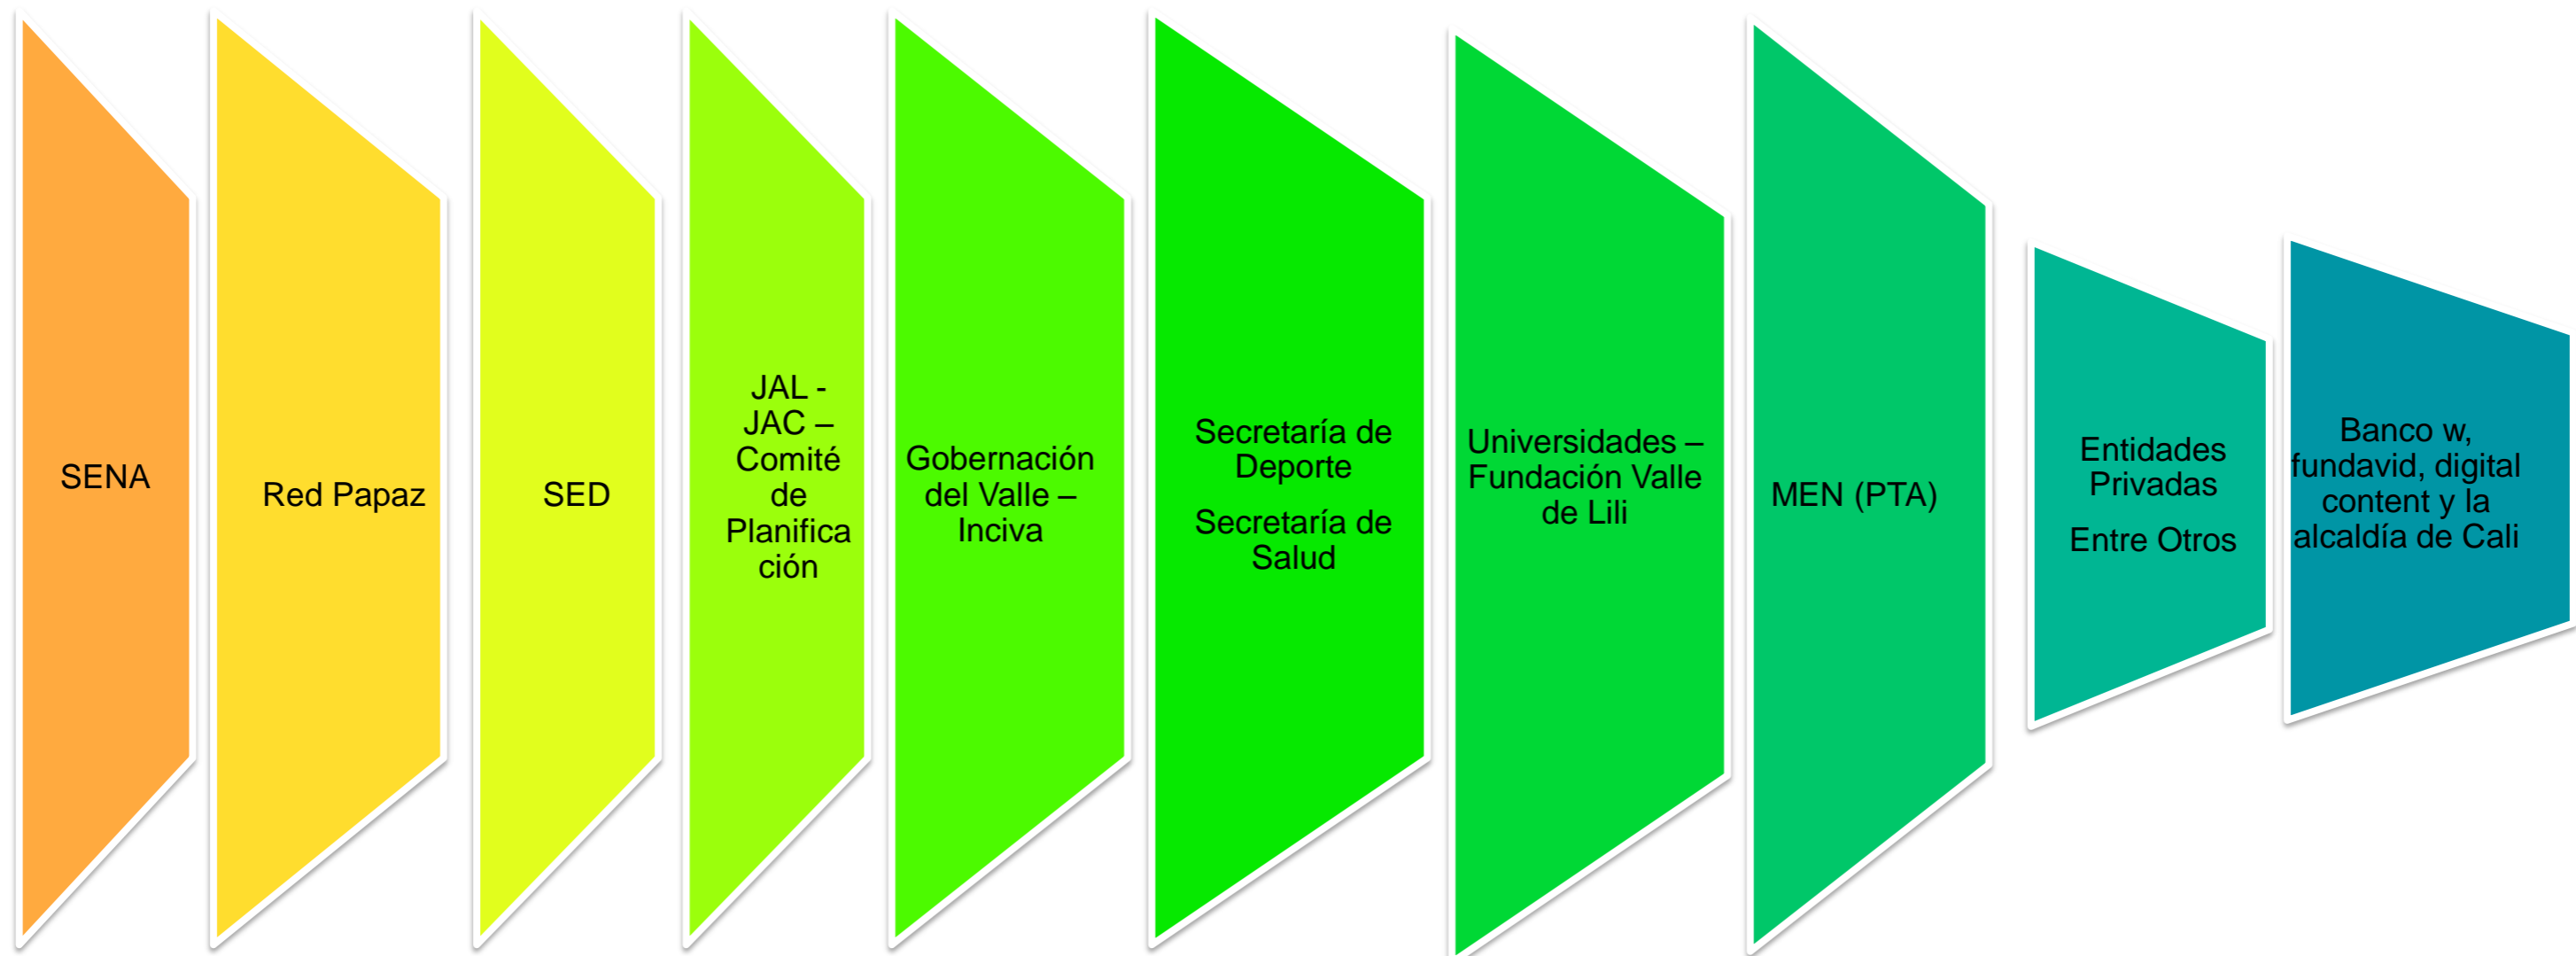 SENA
Red Papaz
SED
JAL -
JAC –
Comité
de
Planifica
ción
Gobernación
del Valle –
Inciva
Secretaría de
Deporte
Secretaría de
Salud
Universidades –
Fundación Valle
de Lili
MEN (PTA)
Entidades
Privadas
Entre Otros
Banco w,
fundavid, digital
content y la
alcaldía de Cali